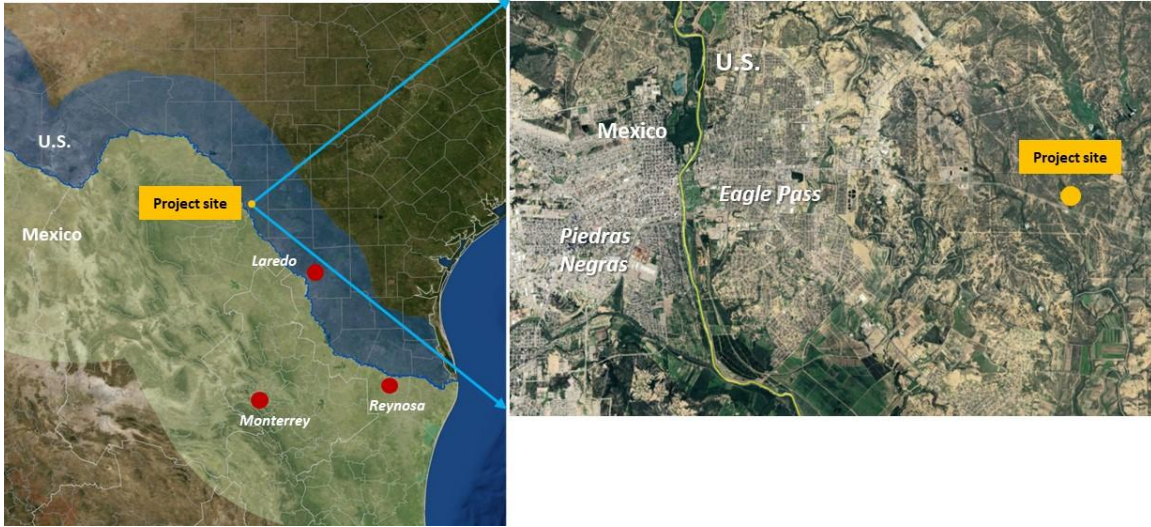 U.S.
Project site
Mexico
Laredo
Reynosa
Monterrey
U.S.
Mexico
Project site
Eagle Pass
Piedras
Negras